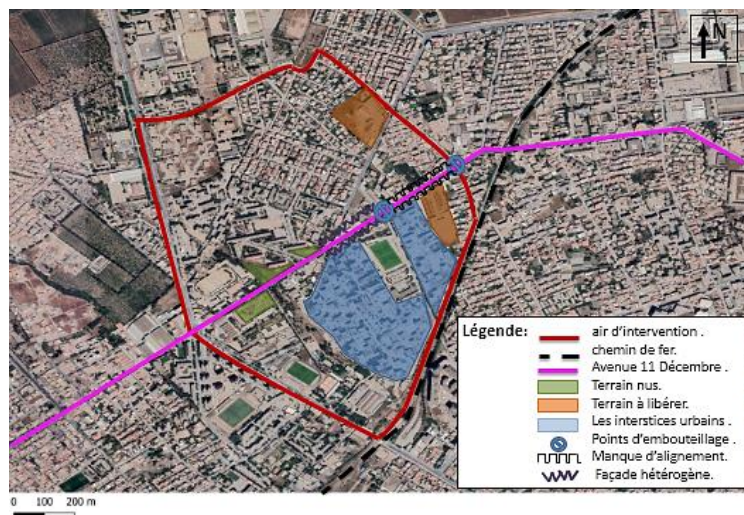 N
Légende:
air d'intervention .
chemin de fer.
Avenue 11 Décembre .
Terrain nus.
Terrain à libérer.
Les interstices urbains .
Points d'embouteillage .
Manque d'alignement.
Façade hétérogène.
0 100 200 m